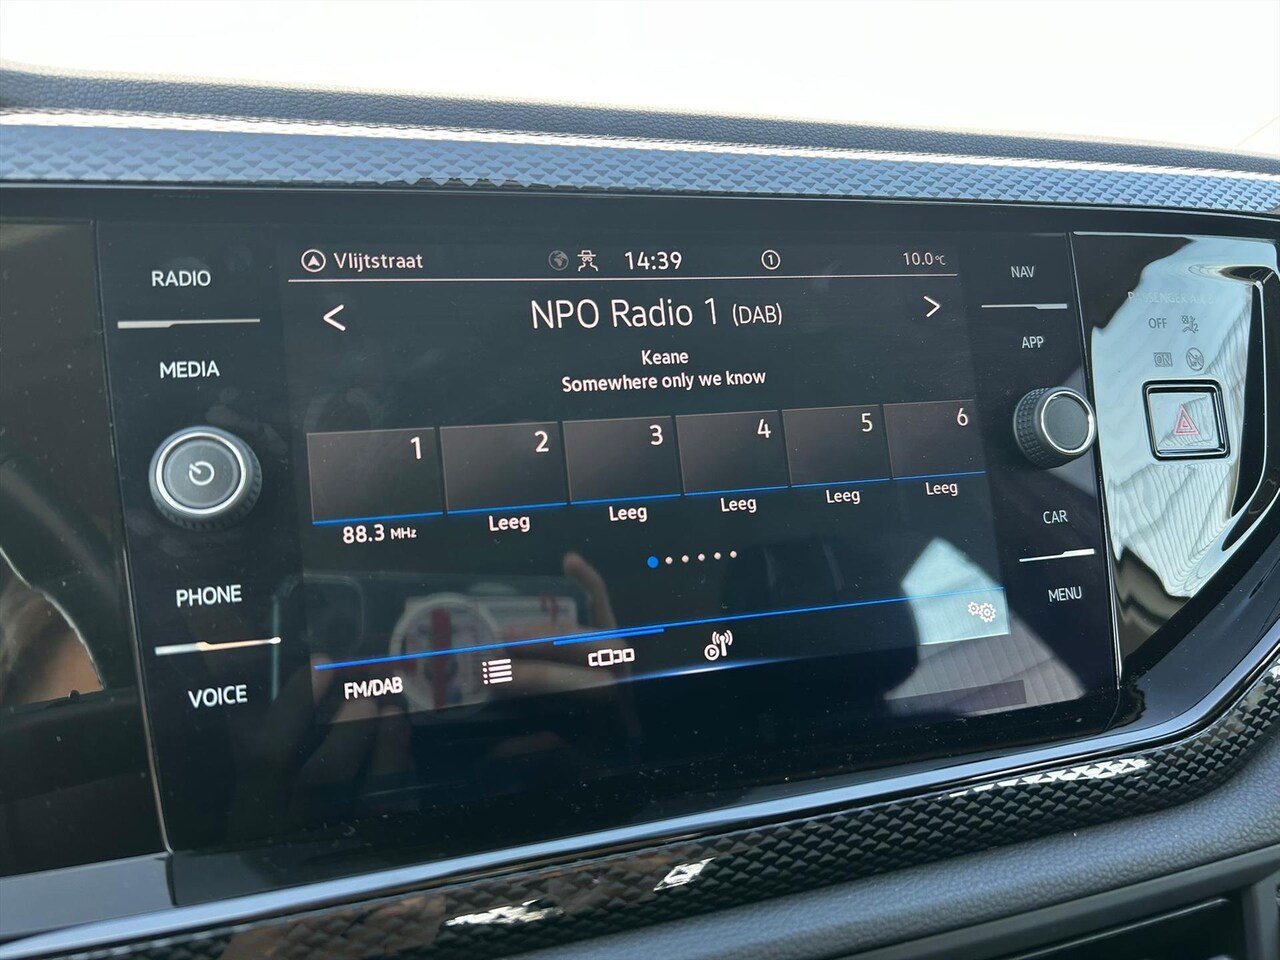 RADIO
MEDIA
PHONE
VOICE
Vlijtstraat
14:39
1
10.0°C
NPO Radio 1 (DAB)
Keane
Somewhere only we know
1
2
3
4
5
6
88.3 MHz
Leeg
Leeg
Leeg
Leeg
Leeg
FM/DAB
NAV
APP
CAR
MENU
OFF
ON